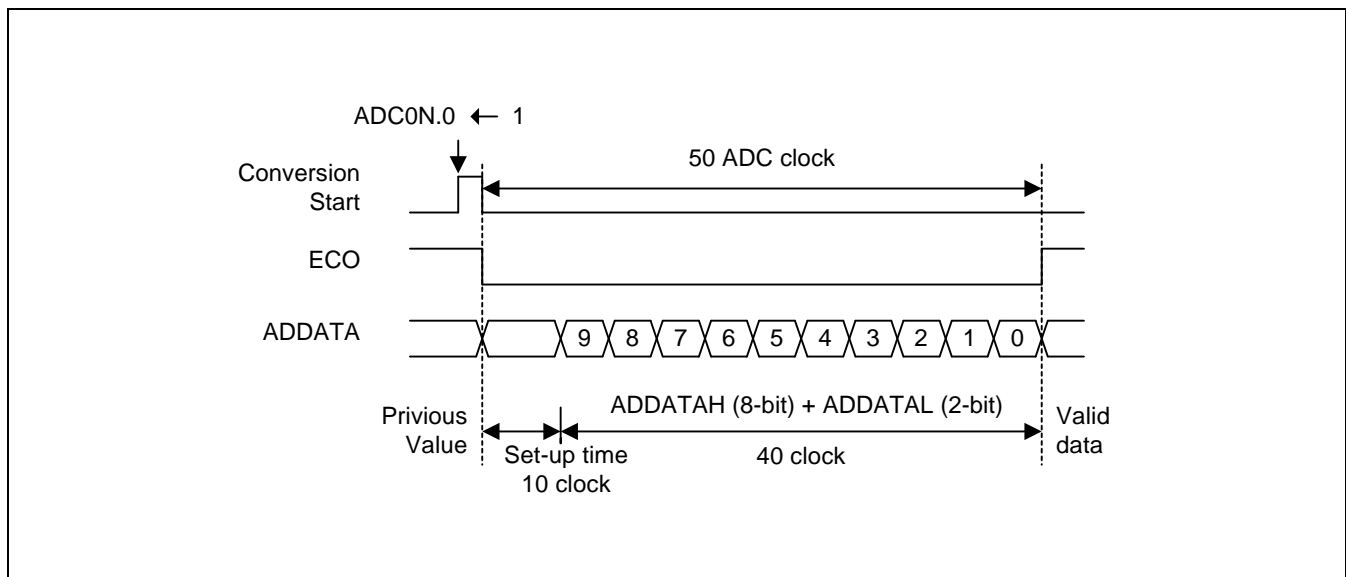 ADC0N.0 ← 1
50 ADC clock
Conversion
Start
ECO
ADDATA
9 8 7 6 5 4 3 2 1 0
Privious
Value
ADDATAH (8-bit) + ADDATAL (2-bit)
Valid
data
Set-up time
10 clock
40 clock